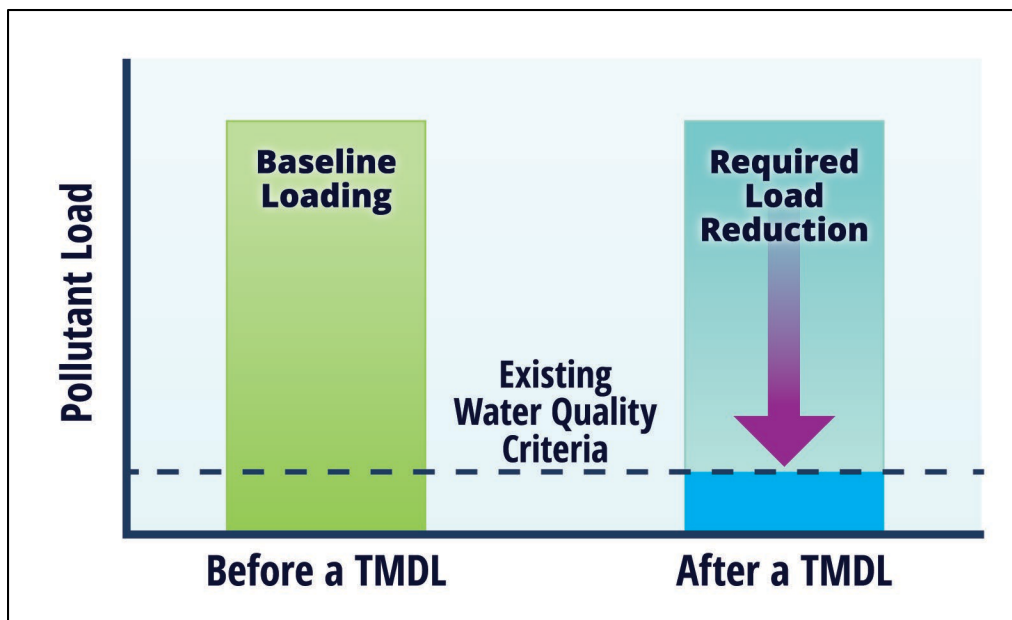 Pollutant Load
Baseline
Loading
Required
Load
Reduction
Existing
Water Quality
Criteria
Before a TMDL
After a TMDL